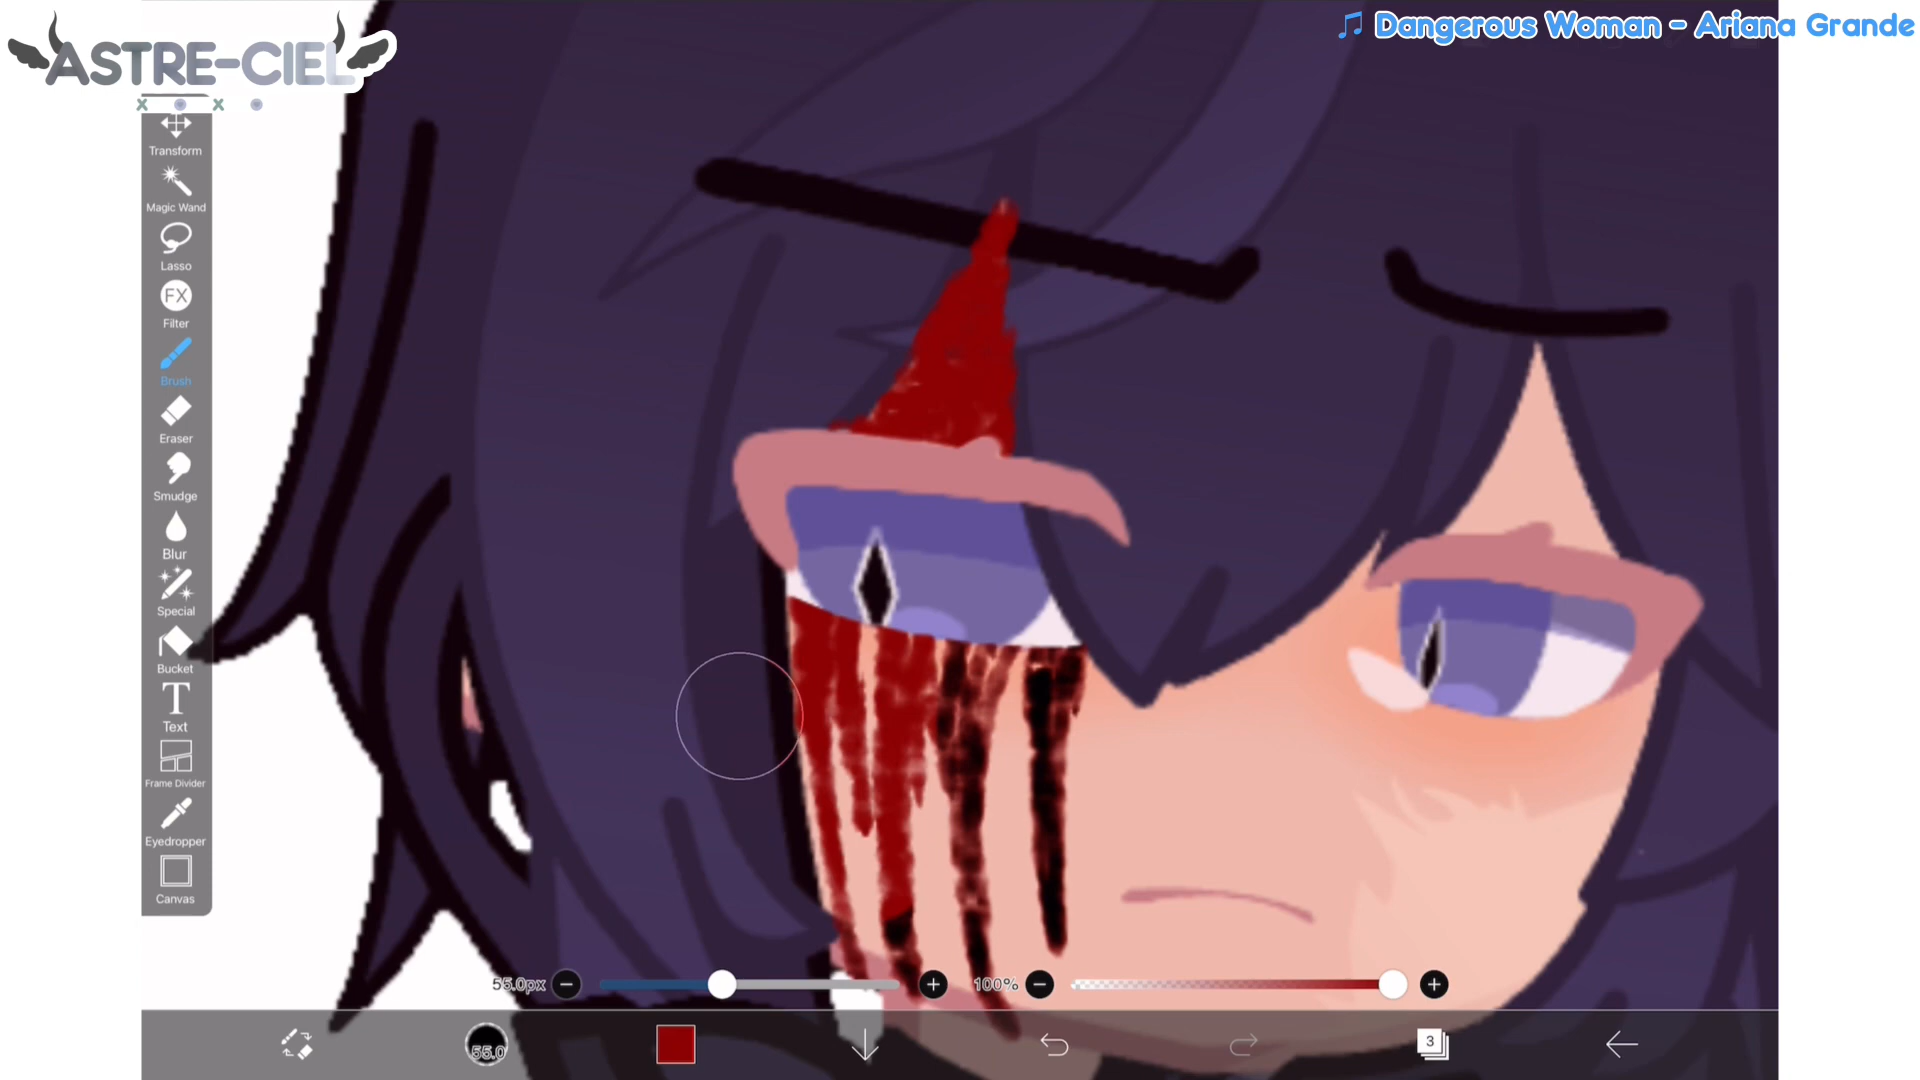 ASTRE-CIEL
🎵 Dangerous Woman - Ariana Grande
Transform
Magic Wand
Lasso
FX
Filter
Brush
Eraser
Smudge
Blur
Special
Bucket
T
Text
Frame Divider
Eyedropper
Canvas
55.0px
100%
55.0
3